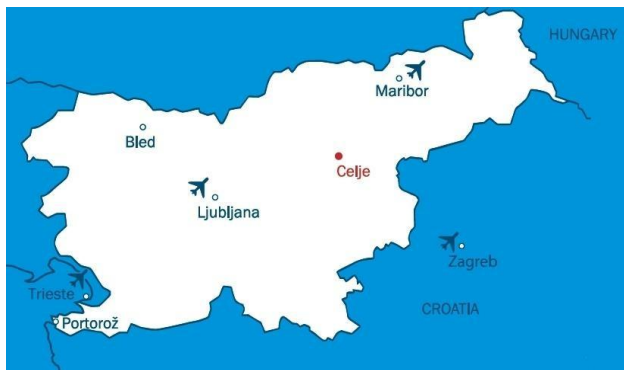 HUNGARY
Maribor
Bled
Celje
Ljubljana
Zagreb
Trieste
CROATIA
Portorož